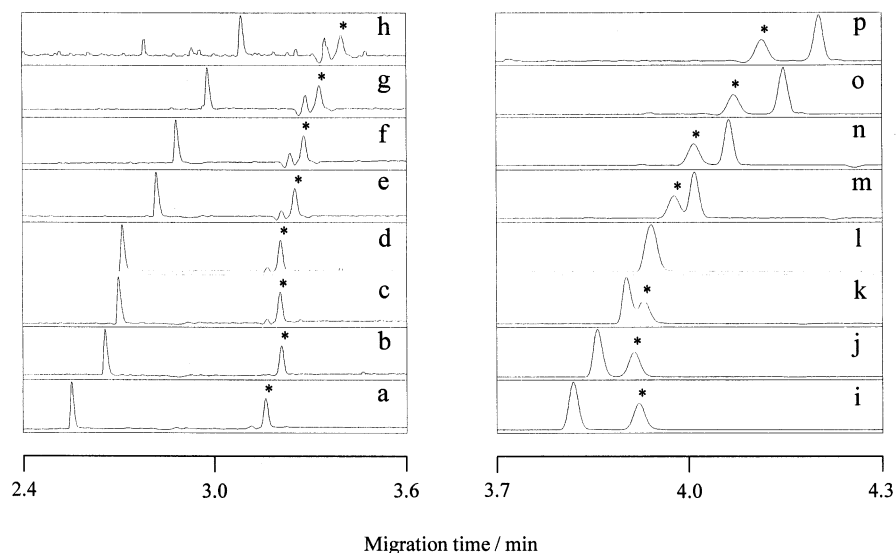 h *
g *
f *
e *
d *
c *
b *
a *
2.4 3.0 3.6
p *
o *
n *
m *
l
k *
j *
i *
3.7 4.0 4.3
Migration time / min